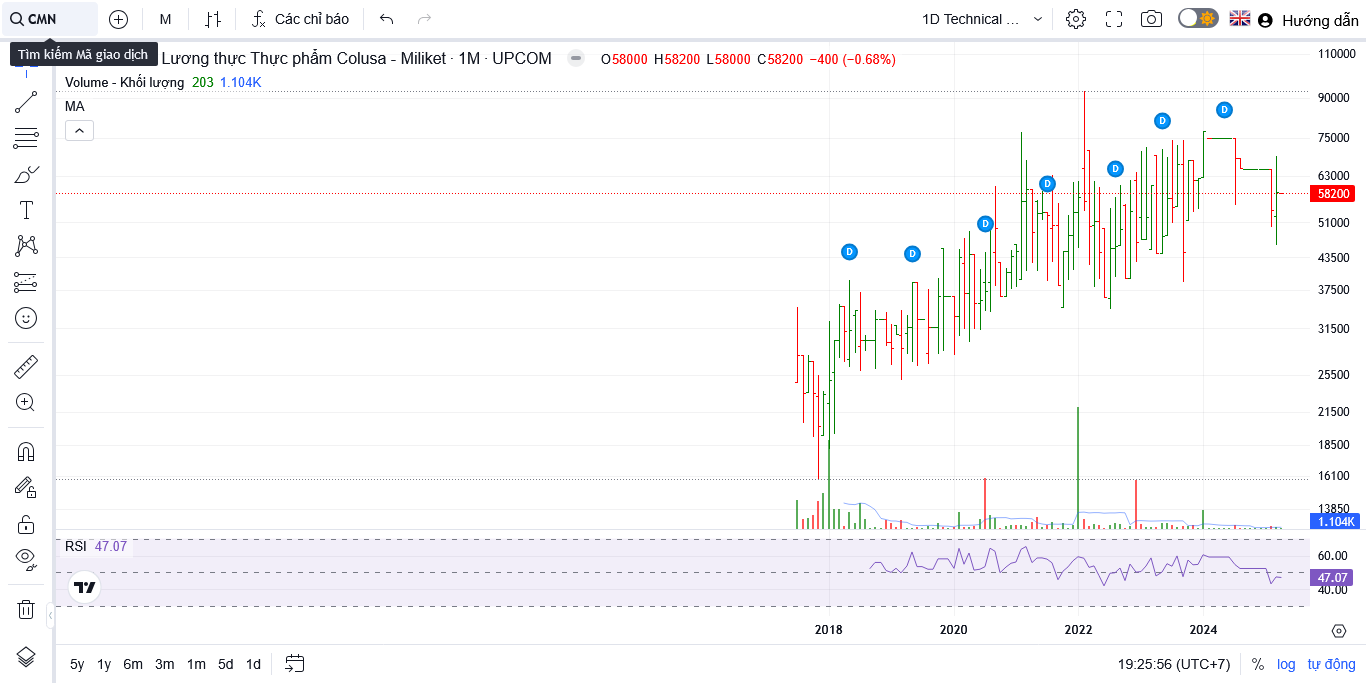 CMN M Các chỉ báo 1D Technical ... Hướng dẫn
Tìm kiếm Mã giao dịch
Lương thực Thực phẩm Colusa - Miliket · 1M · UPCOM O58000 H58200 L58000 C58200 −400 (−0.68%)
Volume - Khối lượng 203 1.104K
MA
110000
90000
75000
63000
58200
51000
43500
37500
31500
25500
21500
18500
16100
13850
1.104K
D
D
D
D
D
D
D
RSI 47.07
60.00
47.07
40.00
2018 2020 2022 2024
5y 1y 6m 3m 1m 5d 1d 19:25:56 (UTC+7) % log tự động